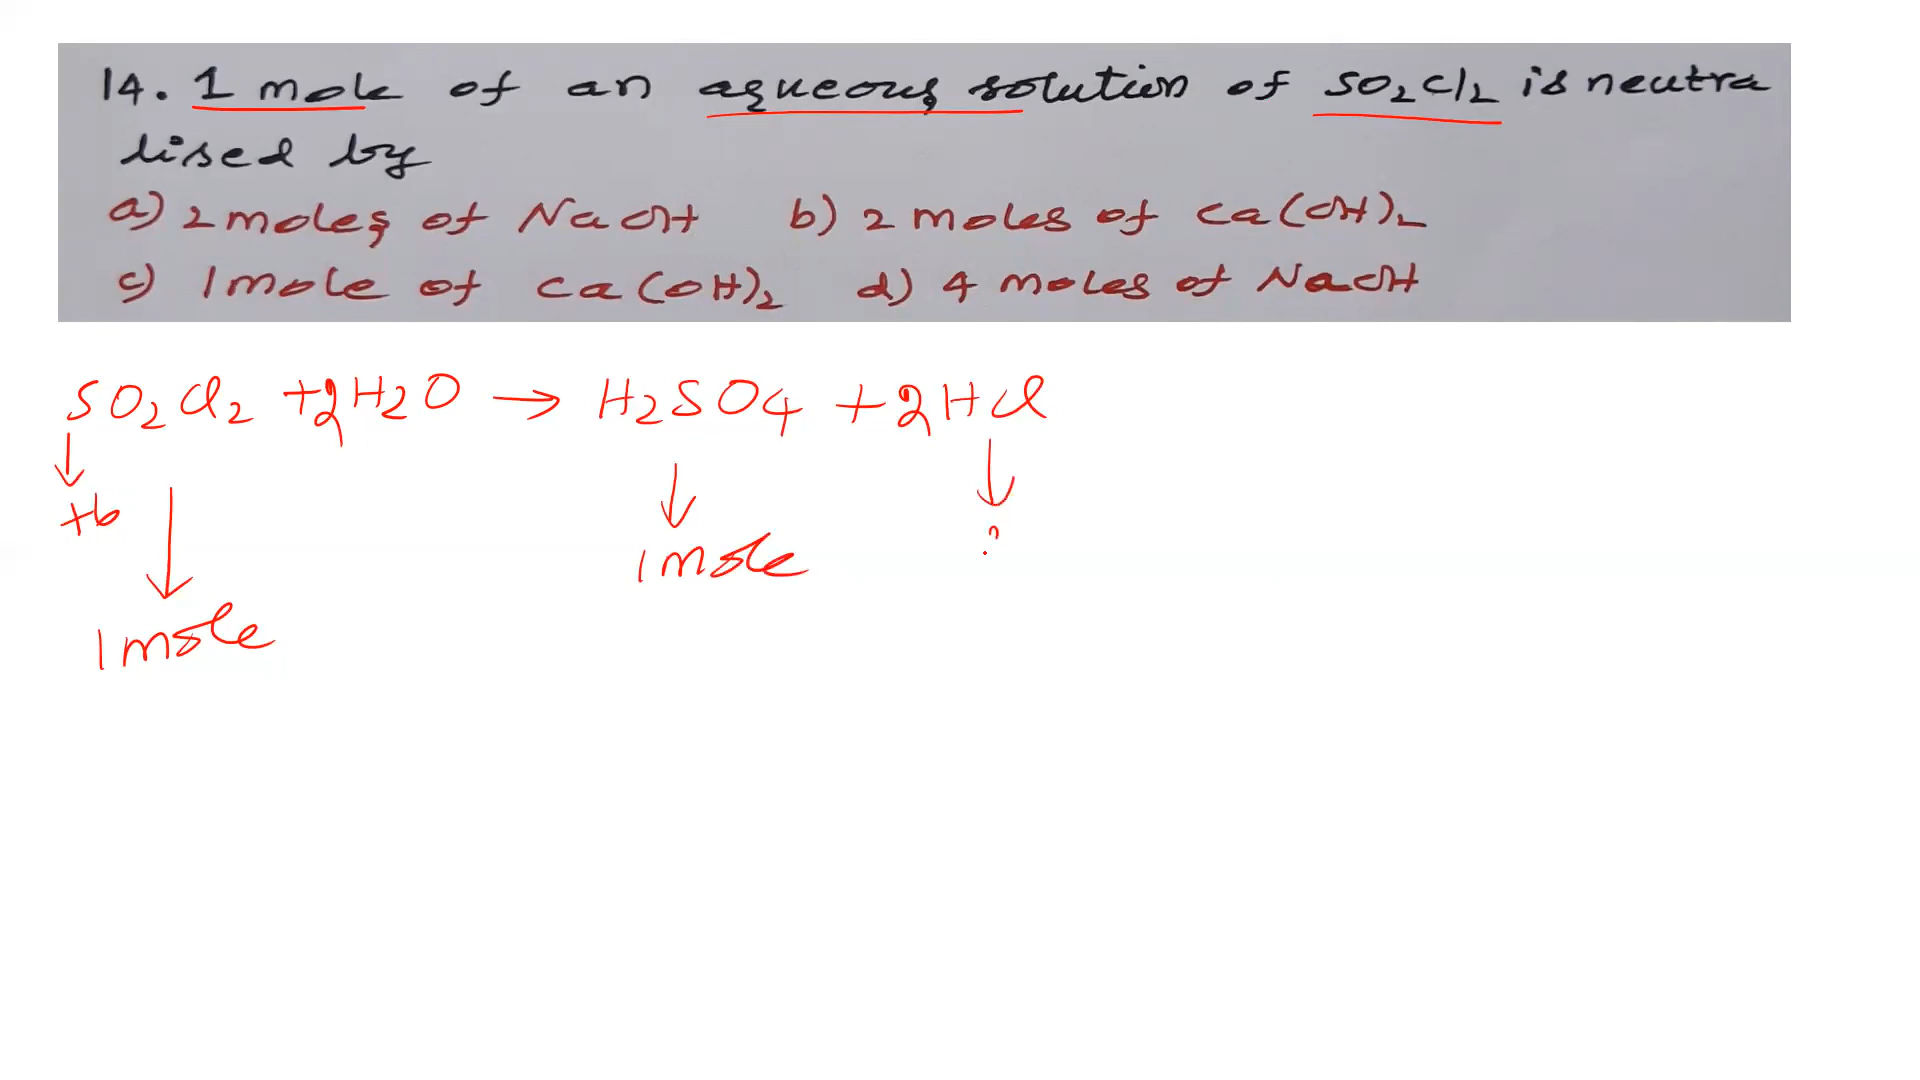 14. 1 mole of an aqueous solution of SO₂Cl₂ is neutra
lised by
a) 2 moles of NaOH b) 2 moles of Ca(OH)₂
c) 1 mole of Ca(OH)₂ d) 4 moles of NaOH
SO₂Cl₂ + 2H₂O → H₂SO₄ + 2HCl
+6
1 mole
1 mole